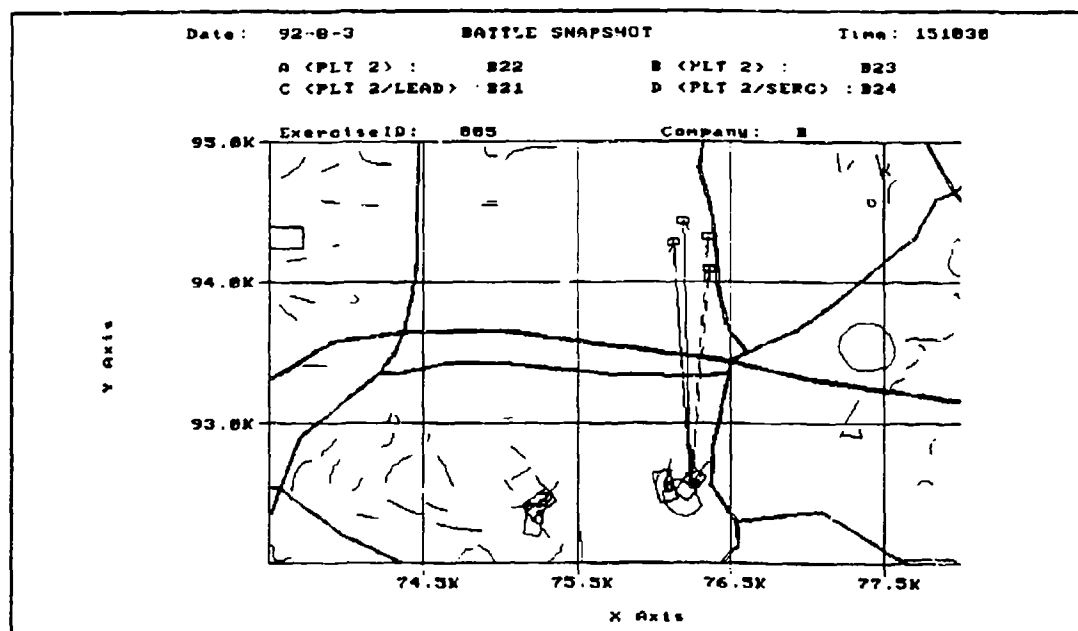 Date: 92-8-3 BATTLE SNAPSHOT Time: 151030
A (PLT 2) : B22 B (PLT 2) : B23
C (PLT 2/LEAD) : B21 D (PLT 2/SERG) : B24
ExerciseID: 005 Company: B
95.0K
94.0K
93.0K
Y Axis
74.5K 75.5K 76.5K 77.5K
X Axis